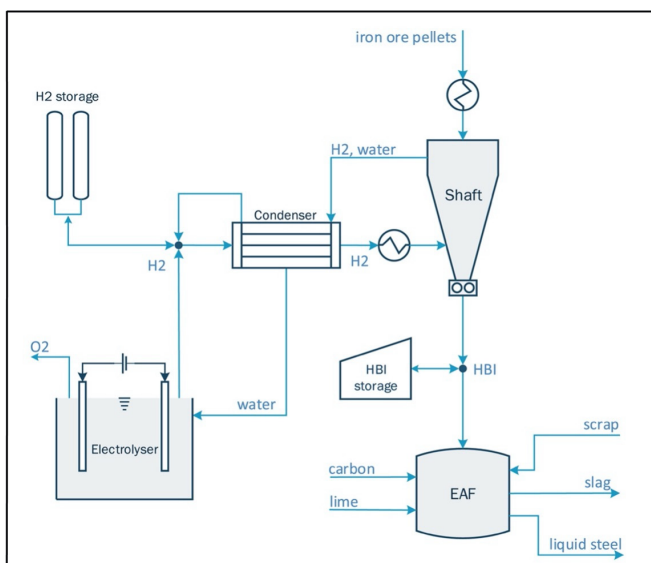 iron ore pellets
H2 storage
H2, water
Shaft
Condenser
H2
H2
O2
HBI
storage
HBI
water
Electrolyser
scrap
carbon
EAF
slag
lime
liquid steel